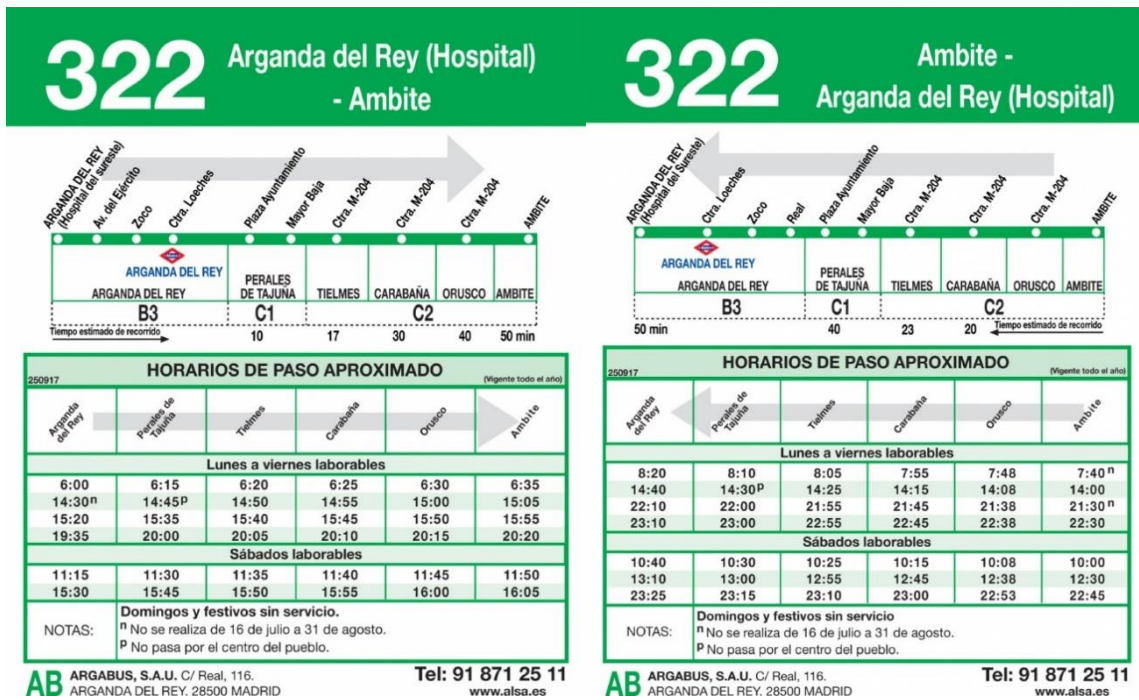 322 Arganda del Rey (Hospital)
- Ambite
ARGANDA DEL REY
(Hospital del sureste)
Av. del Ejército
Zoco
Ctra. Loeches
Plaza Ayuntamiento
Mayor Baja
Ctra. M-204
Ctra. M-204
Ctra. M-204
AMBITE
ARGANDA DEL REY
ARGANDA DEL REY PERALES DE TAJUÑA TIELMES CARABAÑA ORUSCO AMBITE
B3 C1 C2
Tiempo estimado de recorrido 10 17 30 40 50 min
250917 HORARIOS DE PASO APROXIMADO (Vigente todo el año)
Arganda del Rey Perales de Tajuña Tielmes Carabaña Orusco Ambite
Lunes a viernes laborables
6:00 6:15 6:20 6:25 6:30 6:35
14:30 n 14:45 p 14:50 14:55 15:00 15:05
15:20 15:35 15:40 15:45 15:50 15:55
19:35 20:00 20:05 20:10 20:15 20:20
Sábados laborables
11:15 11:30 11:35 11:40 11:45 11:50
15:30 15:45 15:50 15:55 16:00 16:05
NOTAS:
Domingos y festivos sin servicio.
n No se realiza de 16 de julio a 31 de agosto.
p No pasa por el centro del pueblo.
AB ARGABUS, S.A.U. C/ Real, 116. Tel: 91 871 25 11
ARGANDA DEL REY. 28500 MADRID www.alsa.es
322 Ambite -
Arganda del Rey (Hospital)
ARGANDA DEL REY
(Hospital del Sureste)
Ctra. Loeches
Zoco
Real
Plaza Ayuntamiento
Mayor Baja
Ctra. M-204
Ctra. M-204
Ctra. M-204
AMBITE
ARGANDA DEL REY
ARGANDA DEL REY PERALES DE TAJUÑA TIELMES CARABAÑA ORUSCO AMBITE
B3 C1 C2
50 min 40 23 20 Tiempo estimado de recorrido
250917 HORARIOS DE PASO APROXIMADO (Vigente todo el año)
Arganda del Rey Perales de Tajuña Tielmes Carabaña Orusco Ambite
Lunes a viernes laborables
8:20 8:10 8:05 7:55 7:48 7:40 n
14:40 14:30 p 14:25 14:15 14:08 14:00
22:10 22:00 21:55 21:45 21:38 21:30 n
23:10 23:00 22:55 22:45 22:38 22:30
Sábados laborables
10:40 10:30 10:25 10:15 10:08 10:00
13:10 13:00 12:55 12:45 12:38 12:30
23:25 23:15 23:10 23:00 22:53 22:45
NOTAS:
Domingos y festivos sin servicio
n No se realiza de 16 de julio a 31 de agosto.
p No pasa por el centro del pueblo.
AB ARGABUS, S.A.U. C/ Real, 116. Tel: 91 871 25 11
ARGANDA DEL REY. 28500 MADRID www.alsa.es